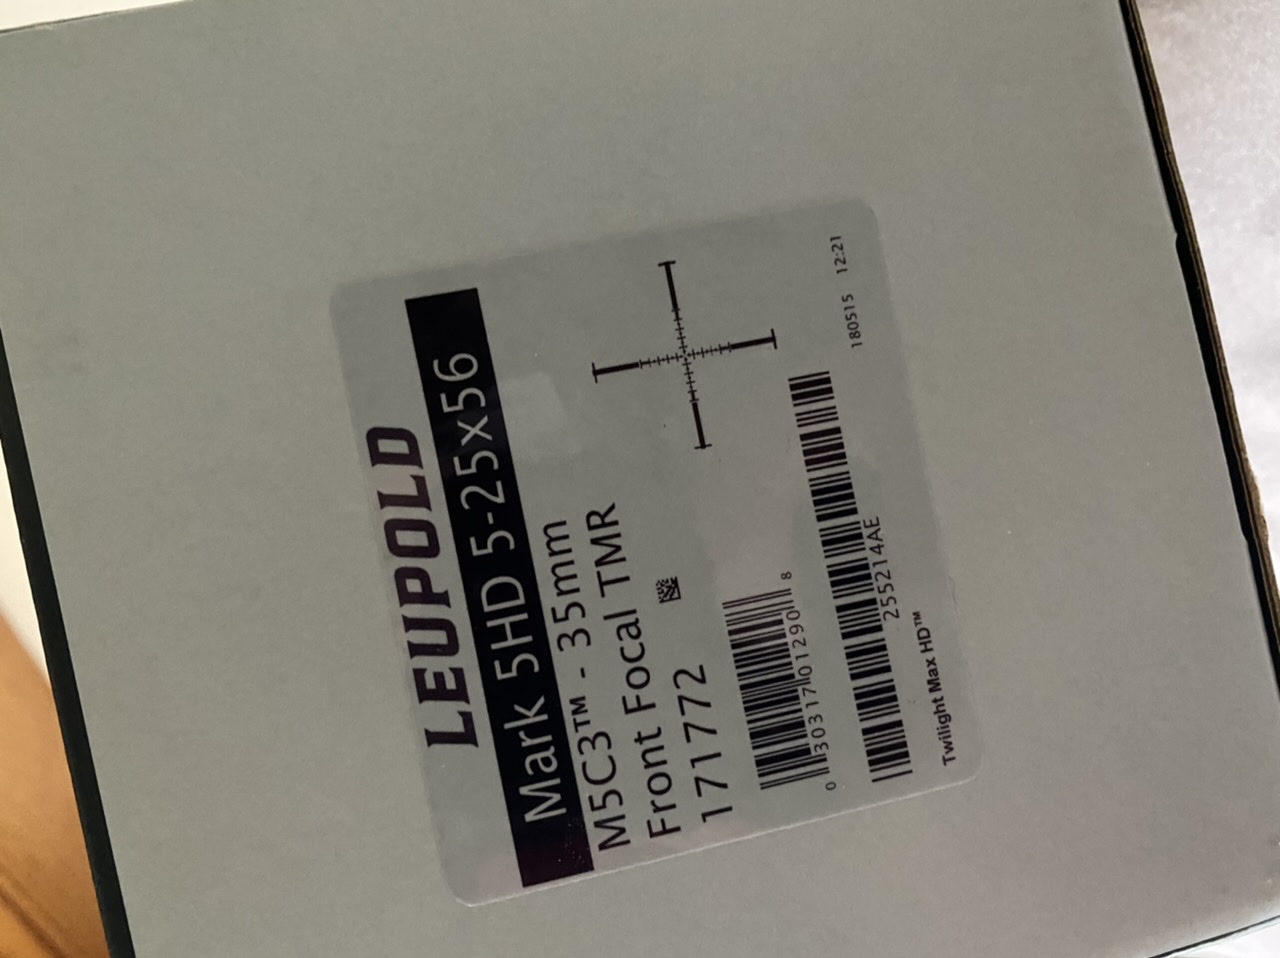 LEUPOLD
Mark 5HD 5-25x56
M5C3™ - 35mm
Front Focal TMR
171772
0 30317 01290 8
255214AE
180515 12:21
Twilight Max HD™